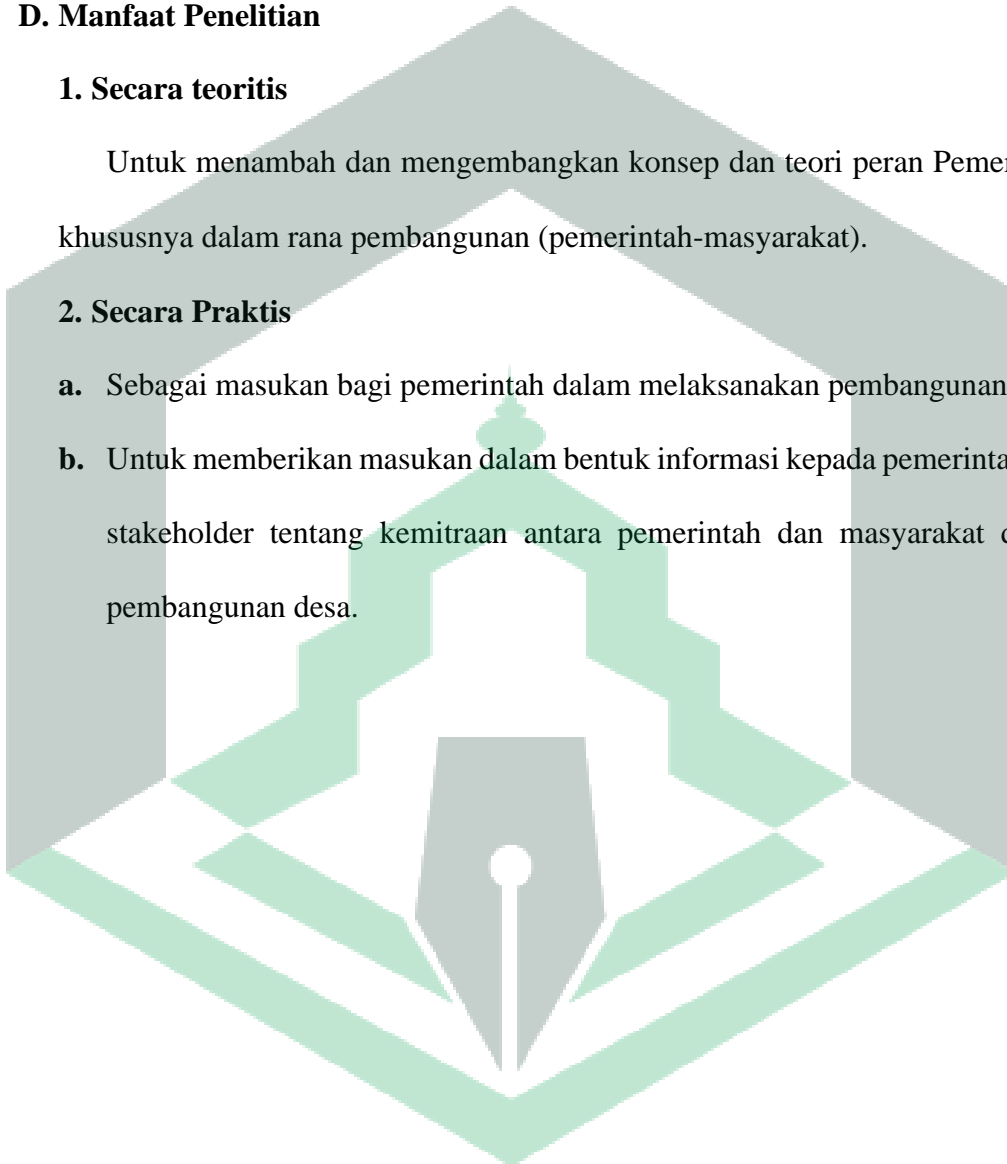 D. Manfaat Penelitian
1. Secara teoritis
Untuk menambah dan mengembangkan konsep dan teori peran
khususnya dalam rana pembangunan (pemerintah-masyarakat).
2. Secara Praktis
a. Sebagai masukan bagi pemerintah dalam melaksanakan pembangunan
b. Untuk memberikan masukan dalam bentuk informasi kepada
stakeholder tentang kemitraan antara pemerintah dan masyarakat
pembangunan desa.